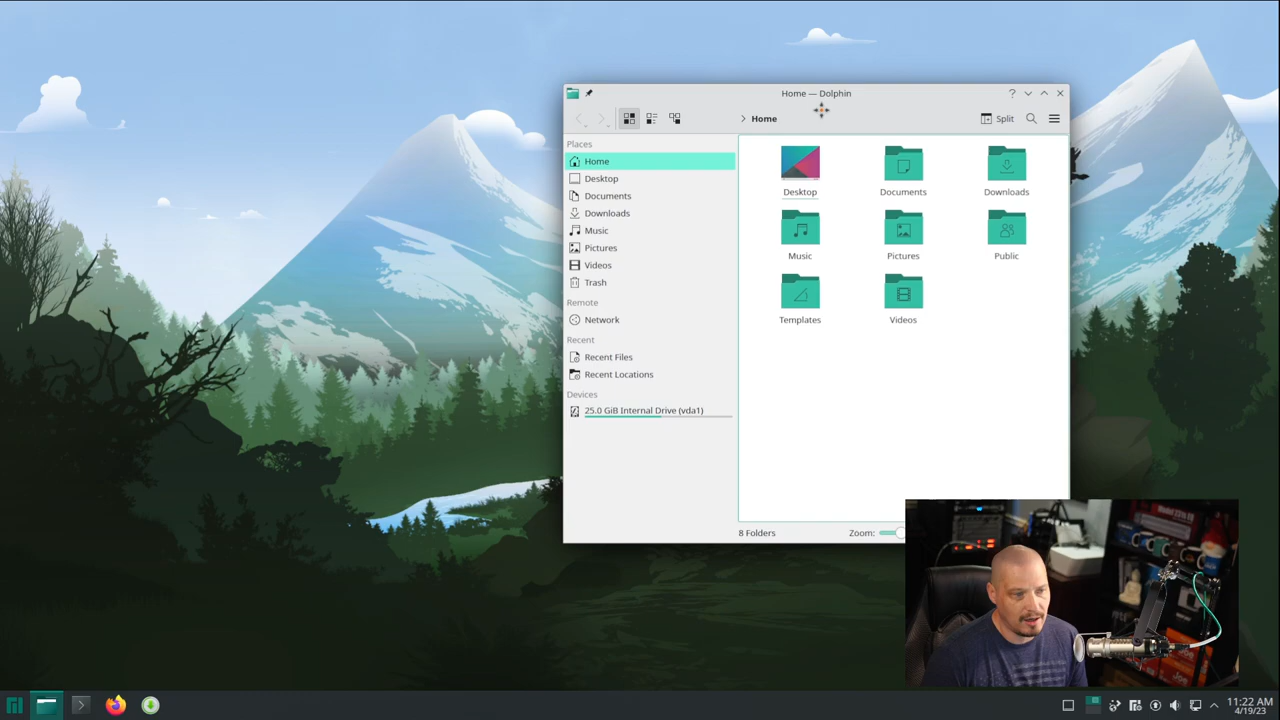 Home — Dolphin
Home
Split
Places
Home
Desktop
Documents
Downloads
Music
Pictures
Videos
Trash
Remote
Network
Recent
Recent Files
Recent Locations
Devices
25.0 GiB Internal Drive (vda1)
Desktop
Documents
Downloads
Music
Pictures
Public
Templates
Videos
8 Folders
Zoom:
11:22 AM
4/19/23